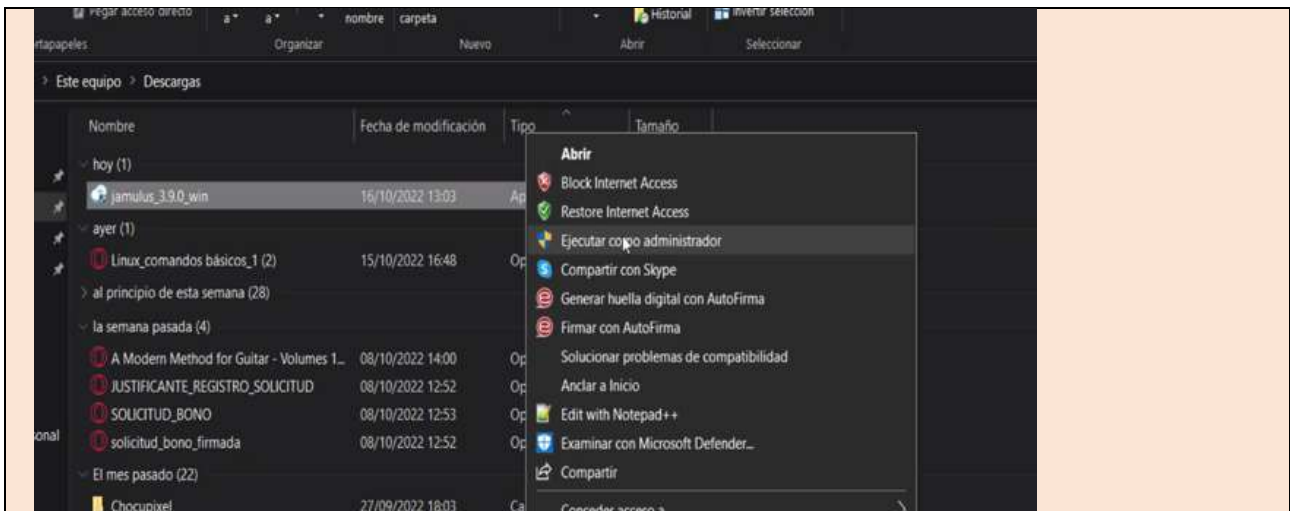 Pegar acceso directo
nombre carpeta
Historial
Invertir selección
rtapapeles Organizar Nuevo Abrir Seleccionar
> Este equipo > Descargas
Nombre Fecha de modificación Tipo Tamaño
hoy (1)
jamulus_3.9.0_win 16/10/2022 13:03 Ap
ayer (1)
Linux_comandos básicos_1 (2) 15/10/2022 16:48 Op
al principio de esta semana (28)
la semana pasada (4)
A Modern Method for Guitar - Volumes 1... 08/10/2022 14:00 Op
JUSTIFICANTE_REGISTRO_SOLICITUD 08/10/2022 12:52 Op
SOLICITUD_BONO 08/10/2022 12:53 Op
solicitud_bono_firmada 08/10/2022 12:52 Op
sonal
El mes pasado (22)
Chocupixel 27/09/2022 18:03 Ca
Abrir
Block Internet Access
Restore Internet Access
Ejecutar como administrador
Compartir con Skype
Generar huella digital con AutoFirma
Firmar con AutoFirma
Solucionar problemas de compatibilidad
Anclar a Inicio
Edit with Notepad++
Examinar con Microsoft Defender...
Compartir
Conceder acceso a